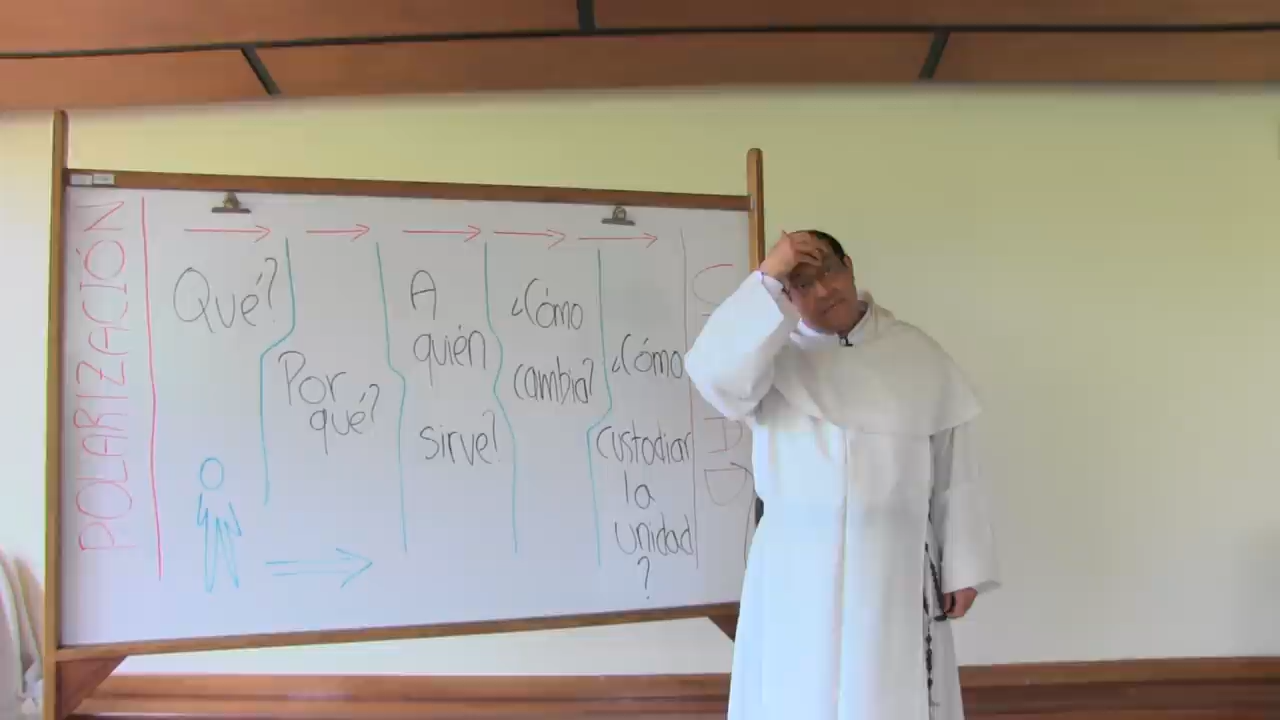 POLARIZACIÓN
Qué?
Por
qué?
A
quién
sirve?
¿Cómo
cambia?
¿Cómo
custodiar
la
unidad
?